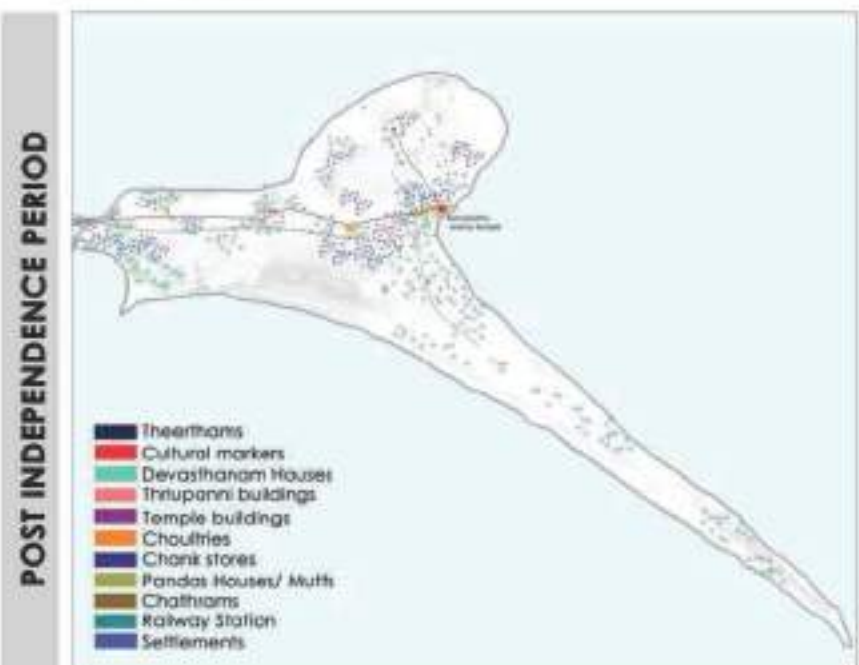 POST INDEPENDENCE PERIOD
Theerthams
Cultural markers
Devasthanam Houses
Thriupanni buildings
Temple buildings
Choultries
Chank stores
Pandas Houses/ Mutts
Chathrams
Railway Station
Settlements